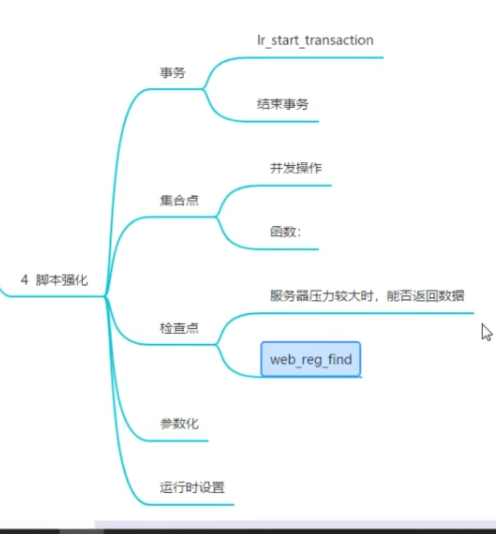 4 脚本强化
事务
lr_start_transaction
结束事务
集合点
并发操作
函数：
检查点
服务器压力较大时，能否返回数据
web_reg_find
参数化
运行时设置